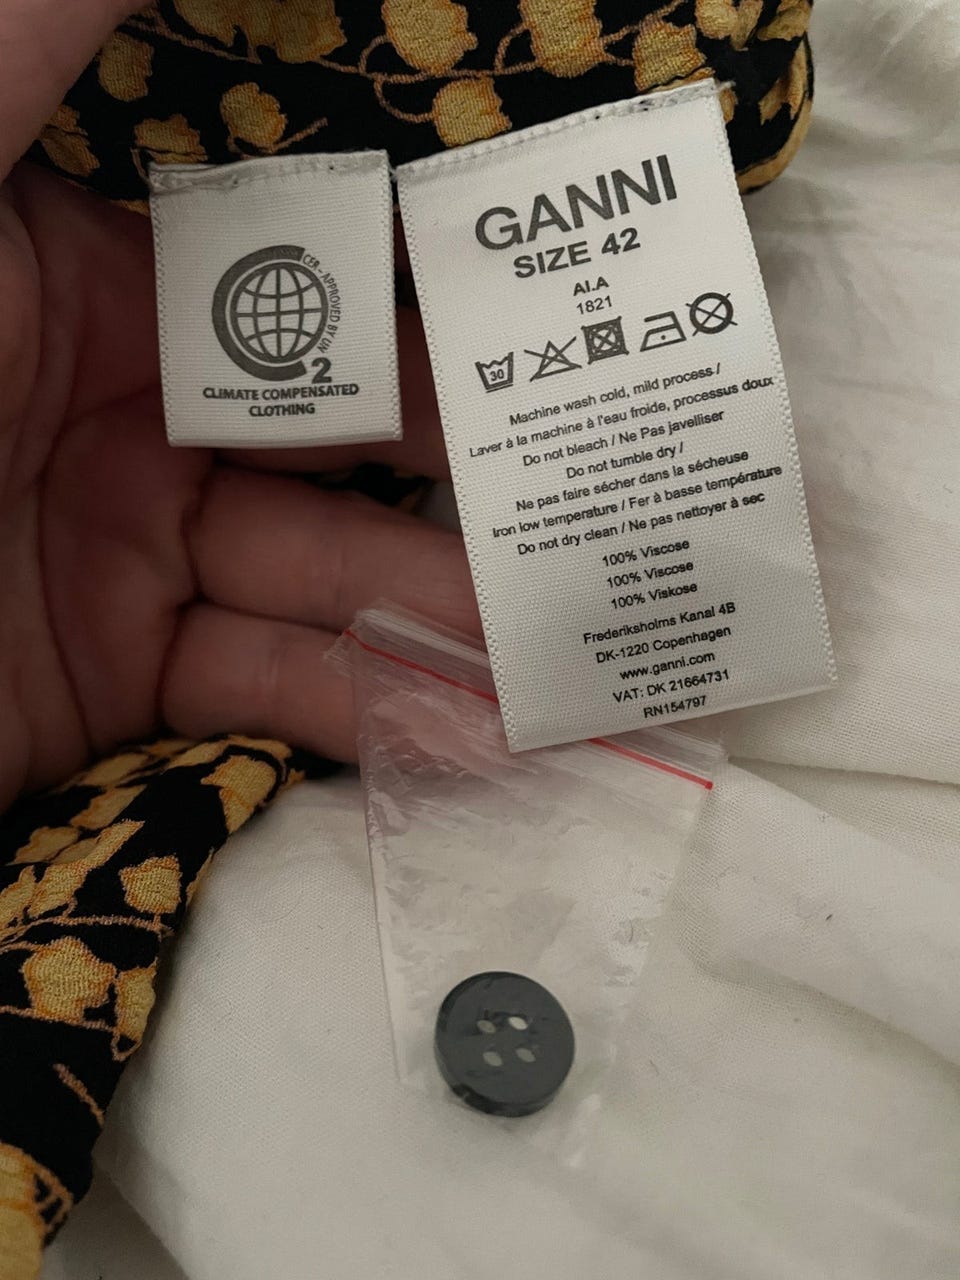 CER - APPROVED BY UN
2
CLIMATE COMPENSATED
CLOTHING
GANNI
SIZE 42
AI.A
1821
30
Machine wash cold, mild process /
Laver à la machine à l'eau froide, processus doux
Do not bleach / Ne Pas javelliser
Do not tumble dry /
Ne pas faire sécher dans la sécheuse
Iron low temperature / Fer à basse température
Do not dry clean / Ne pas nettoyer à sec
100% Viscose
100% Viscose
100% Viskose
Frederiksholms Kanal 4B
DK-1220 Copenhagen
www.ganni.com
VAT: DK 21664731
RN154797